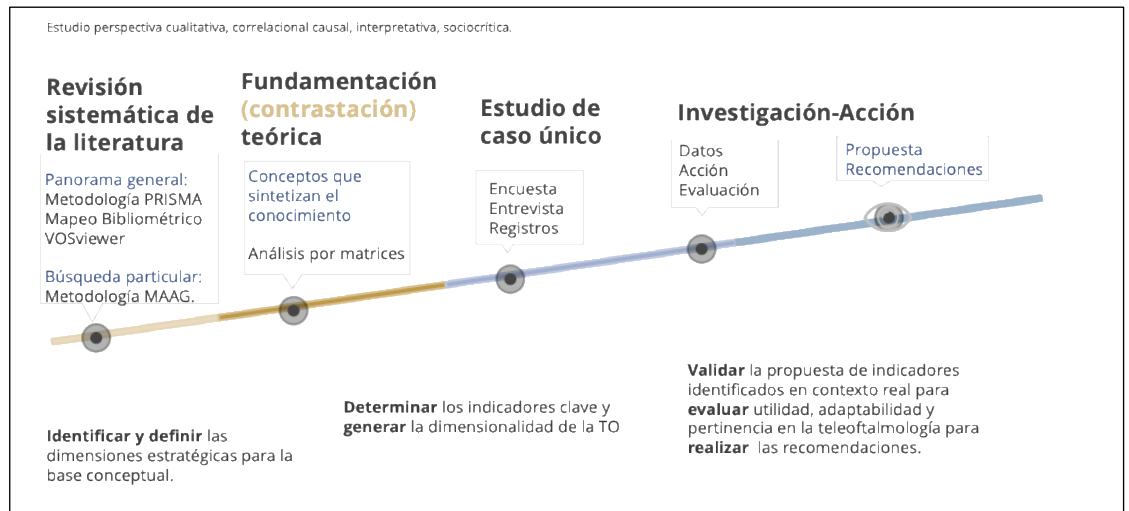 Estudio perspectiva cualitativa, correlacional causal, interpretativa, sociocrítica.
Revisión
sistemática de
la literatura
Panorama general:
Metodología PRISMA
Mapeo Bibliométrico
VOSviewer
Búsqueda particular:
Metodología MAAG.
Fundamentación
(contrastación)
teórica
Conceptos que
sintetizan el
conocimiento
Análisis por matrices
Estudio de
caso único
Encuesta
Entrevista
Registros
Investigación-Acción
Datos
Acción
Evaluación
Propuesta
Recomendaciones
Identificar y definir las
dimensiones estratégicas para la
base conceptual.
Determinar los indicadores clave y
generar la dimensionalidad de la TO
Validar la propuesta de indicadores
identificados en contexto real para
evaluar utilidad, adaptabilidad y
pertinencia en la teleoftalmología para
realizar las recomendaciones.